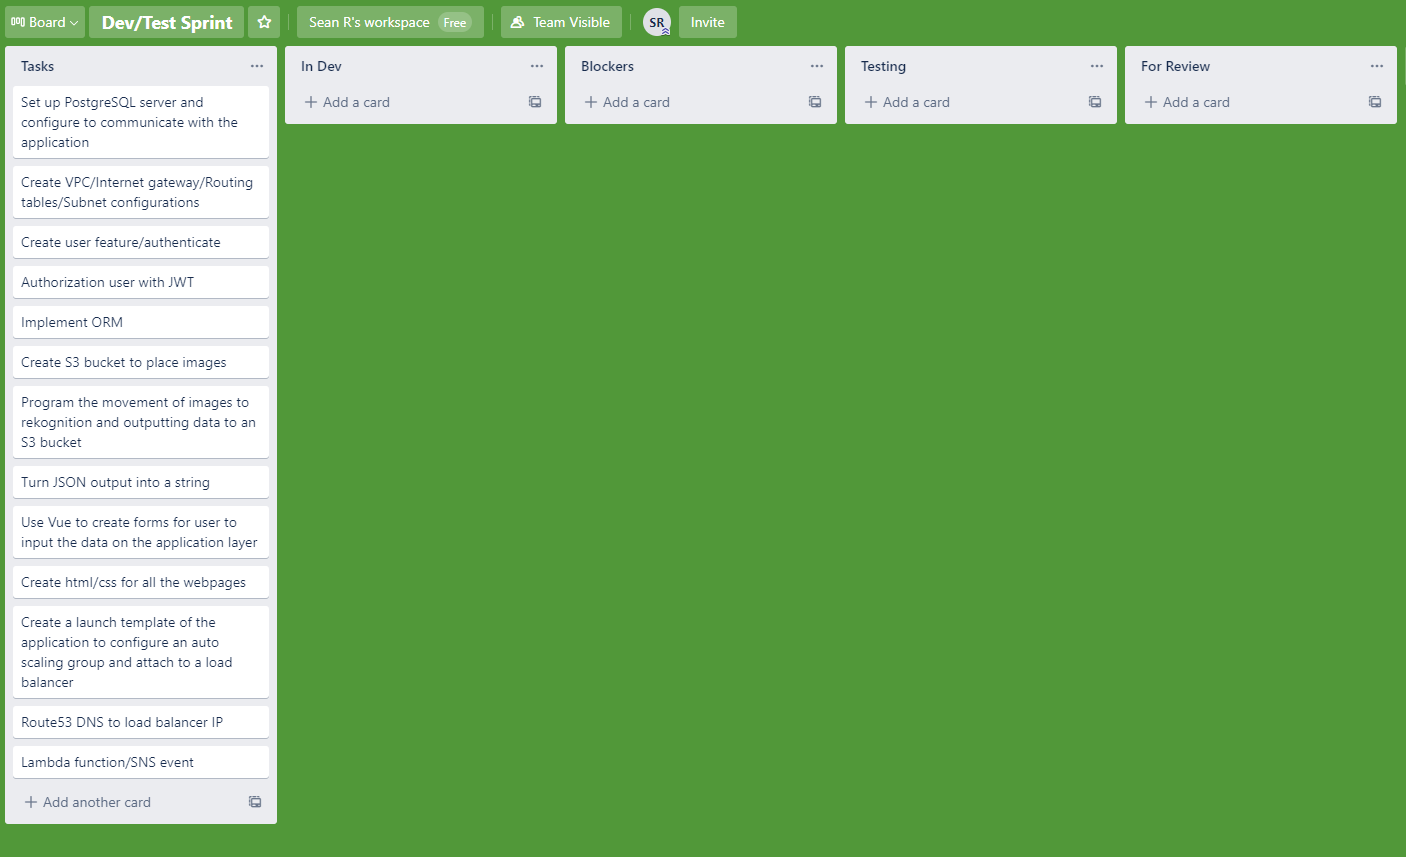 Board
Dev/Test Sprint
Sean R's workspace Free
Team Visible
SR
Invite
Tasks
Set up PostgreSQL server and
configure to communicate with the
application
Create VPC/Internet gateway/Routing
tables/Subnet configurations
Create user feature/authenticate
Authorization user with JWT
Implement ORM
Create S3 bucket to place images
Program the movement of images to
rekognition and outputting data to an
S3 bucket
Turn JSON output into a string
Use Vue to create forms for user to
input the data on the application layer
Create html/css for all the webpages
Create a launch template of the
application to configure an auto
scaling group and attach to a load
balancer
Route53 DNS to load balancer IP
Lambda function/SNS event
+ Add another card
In Dev
+ Add a card
Blockers
+ Add a card
Testing
+ Add a card
For Review
+ Add a card